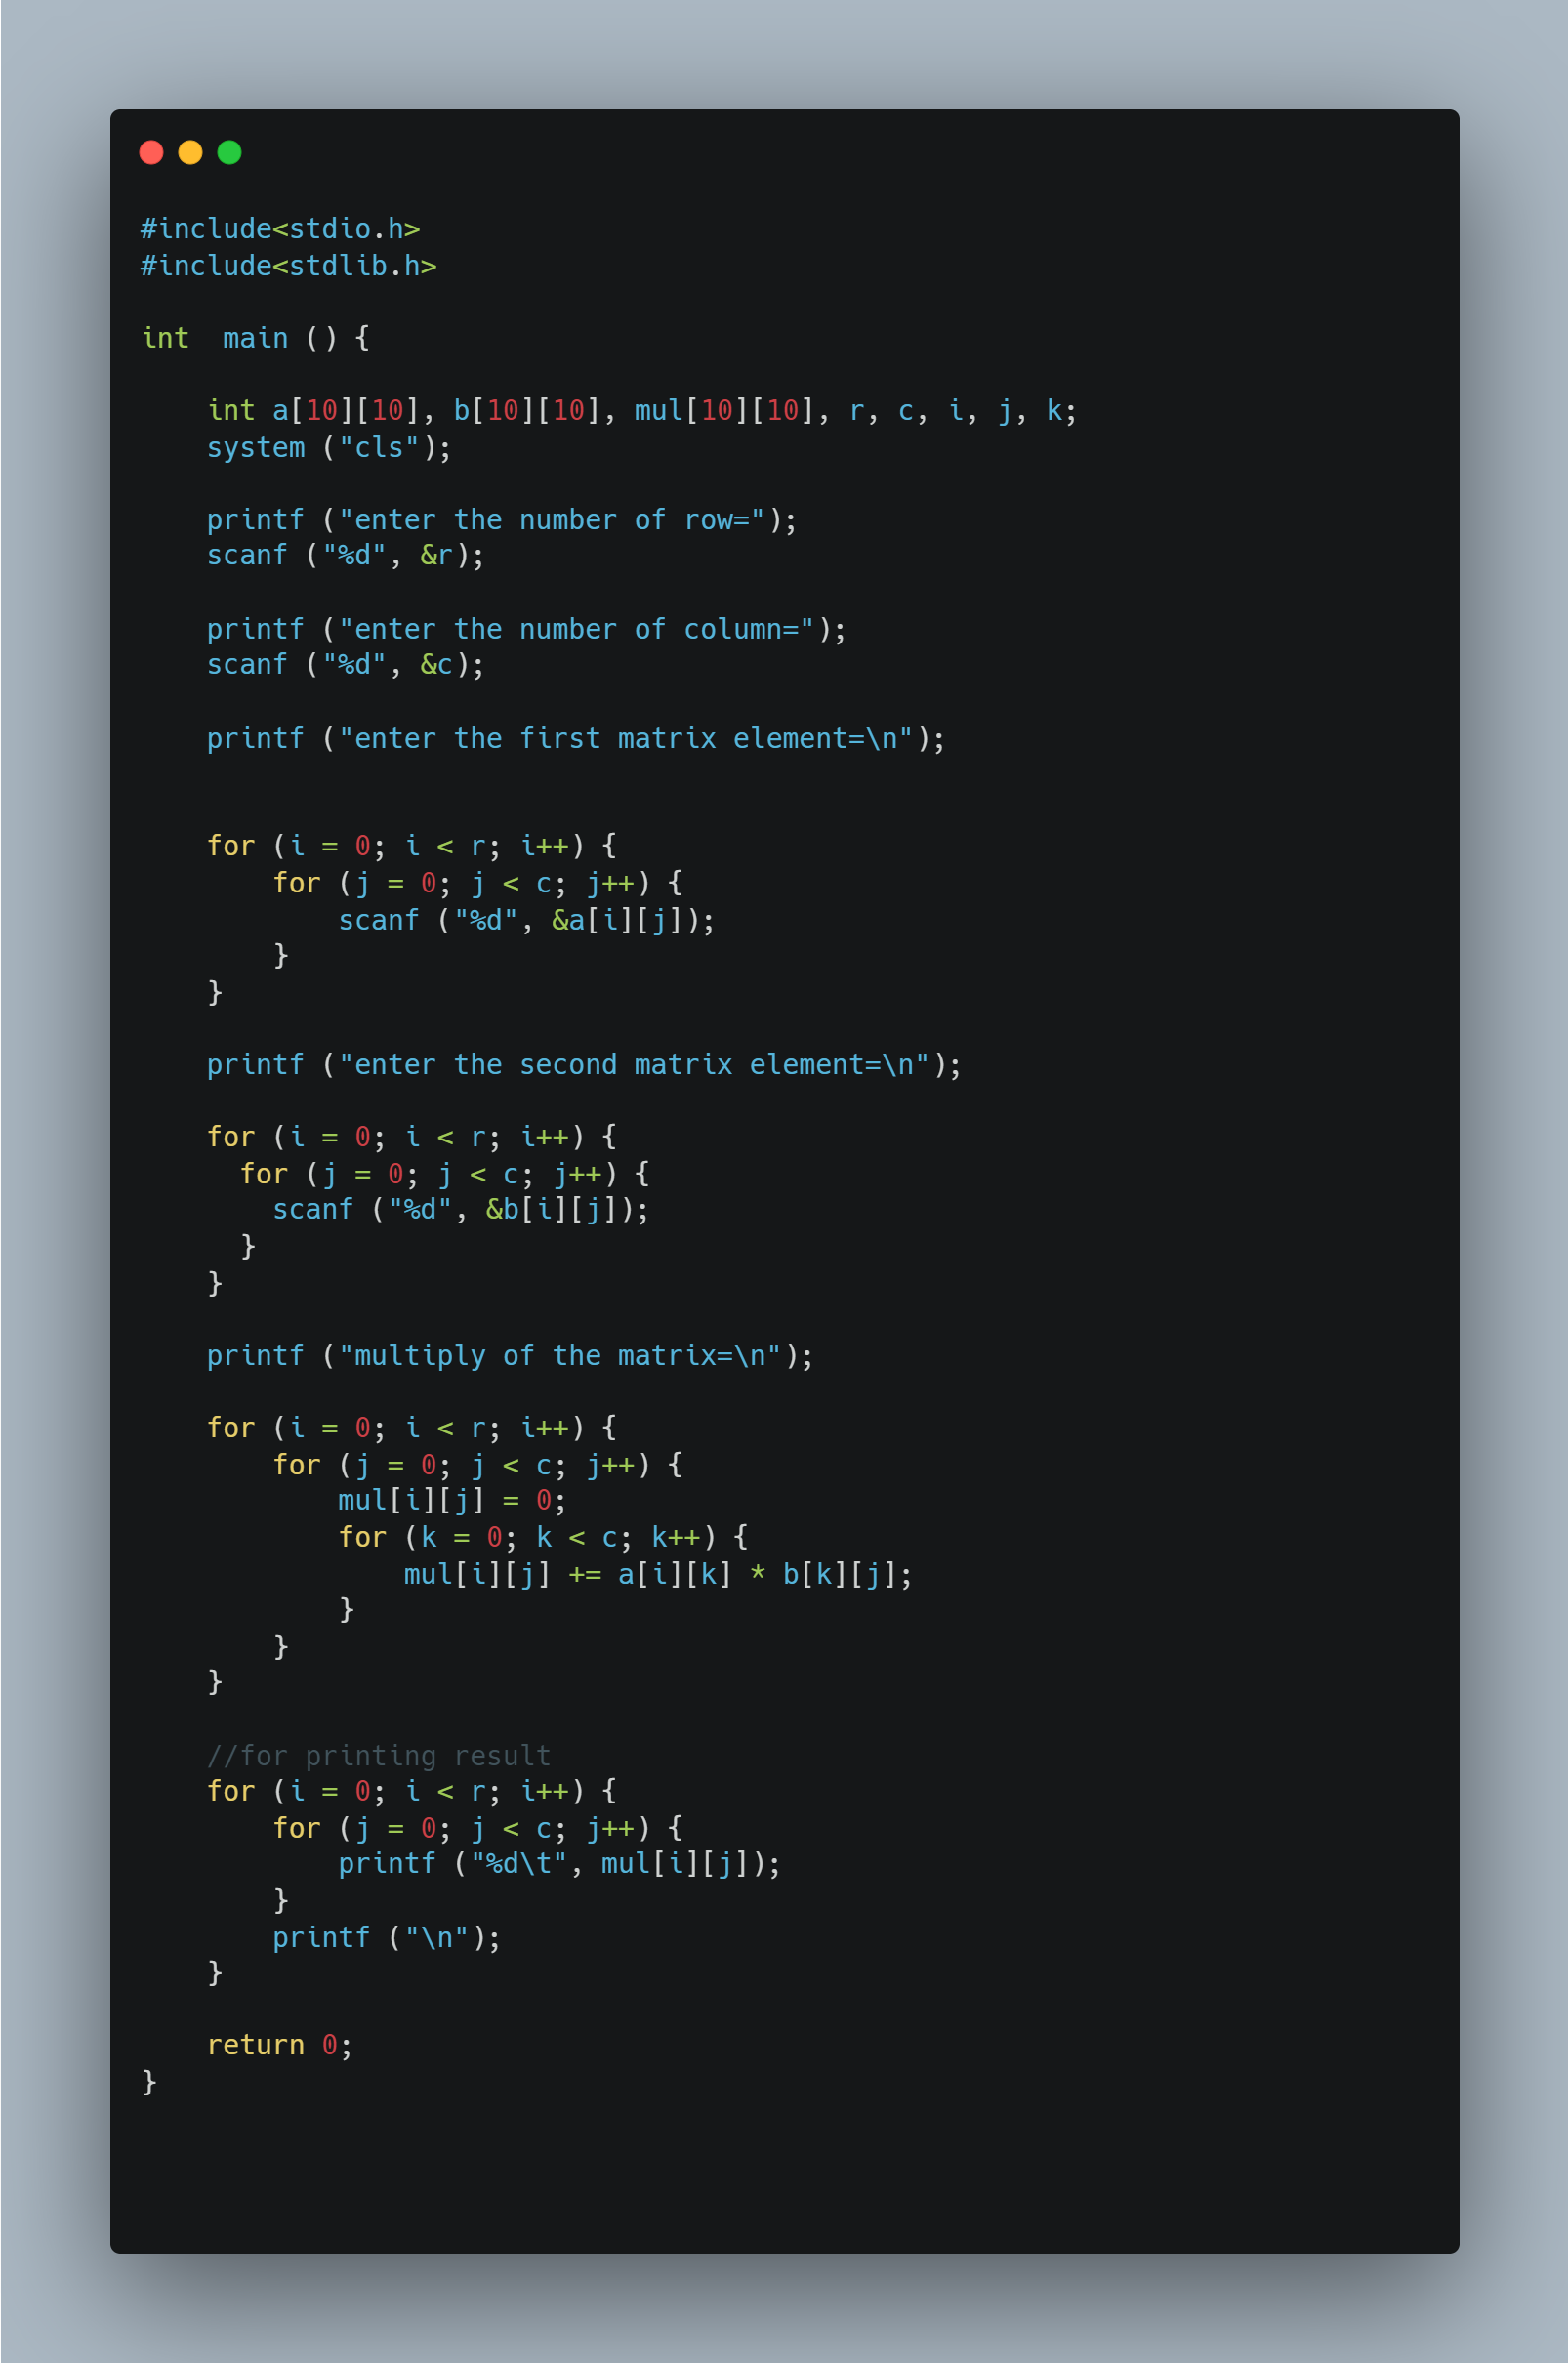 #include<stdio.h>
#include<stdlib.h>

int  main () {

    int a[10][10], b[10][10], mul[10][10], r, c, i, j, k;
    system ("cls");

    printf ("enter the number of row=");
    scanf ("%d", &r);

    printf ("enter the number of column=");
    scanf ("%d", &c);

    printf ("enter the first matrix element=\n");


    for (i = 0; i < r; i++) {
        for (j = 0; j < c; j++) {
            scanf ("%d", &a[i][j]);
        }
    }

    printf ("enter the second matrix element=\n");

    for (i = 0; i < r; i++) {
      for (j = 0; j < c; j++) {
        scanf ("%d", &b[i][j]);
      }
    }

    printf ("multiply of the matrix=\n");

    for (i = 0; i < r; i++) {
        for (j = 0; j < c; j++) {
            mul[i][j] = 0;
            for (k = 0; k < c; k++) {
                mul[i][j] += a[i][k] * b[k][j];
            }
        }
    }

    //for printing result
    for (i = 0; i < r; i++) {
        for (j = 0; j < c; j++) {
            printf ("%d\t", mul[i][j]);
        }
        printf ("\n");
    }

    return 0;
}